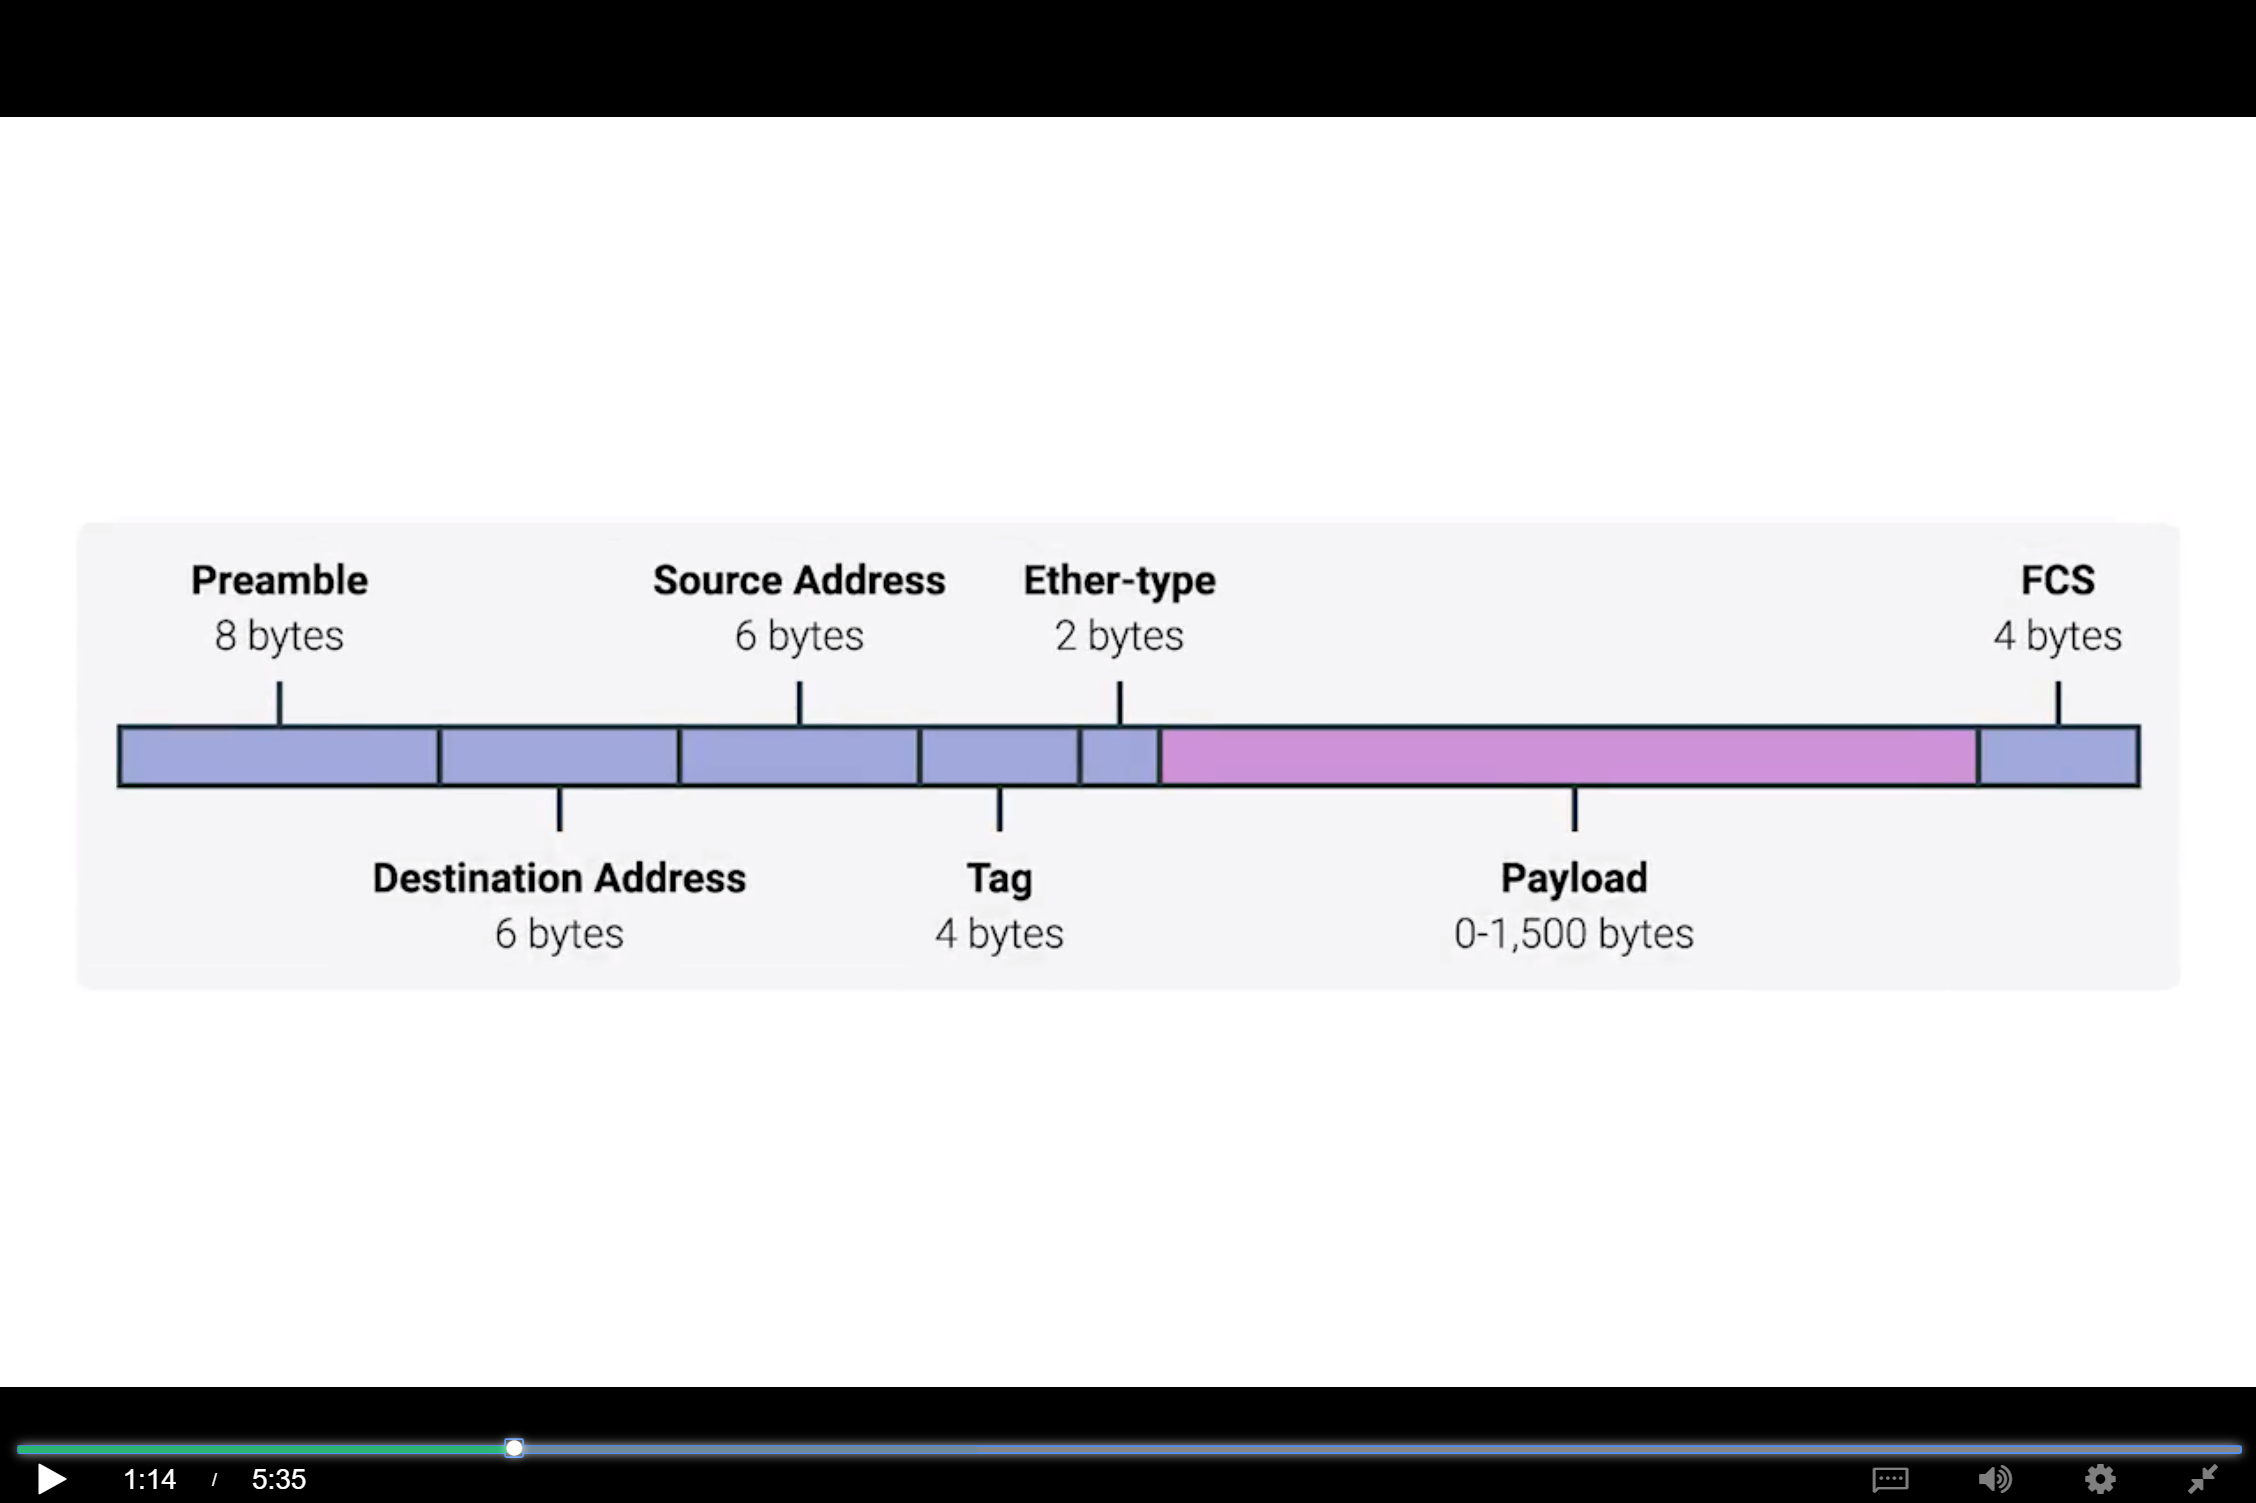 Preamble
8 bytes
Source Address
6 bytes
Ether-type
2 bytes
FCS
4 bytes
Destination Address
6 bytes
Tag
4 bytes
Payload
0-1,500 bytes
1:14 / 5:35